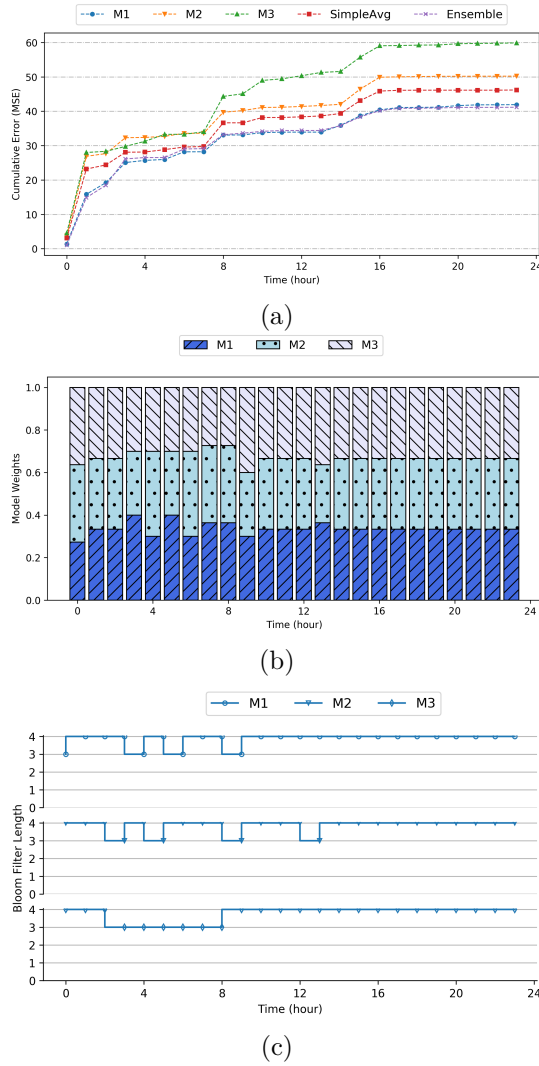 M1 M2 M3 SimpleAvg Ensemble
60
50
40
30
20
10
0
Cumulative Error (MSE)
0 4 8 12 16 20 24
Time (hour)
(a)
M1 M2 M3
1.0
0.8
0.6
0.4
0.2
0.0
Model Weights
0 4 8 12 16 20 24
Time (hour)
(b)
M1 M2 M3
4
3
2
1
0
4
3
2
1
0
4
3
2
1
0
Bloom Filter Length
0 4 8 12 16 20 24
Time (hour)
(c)